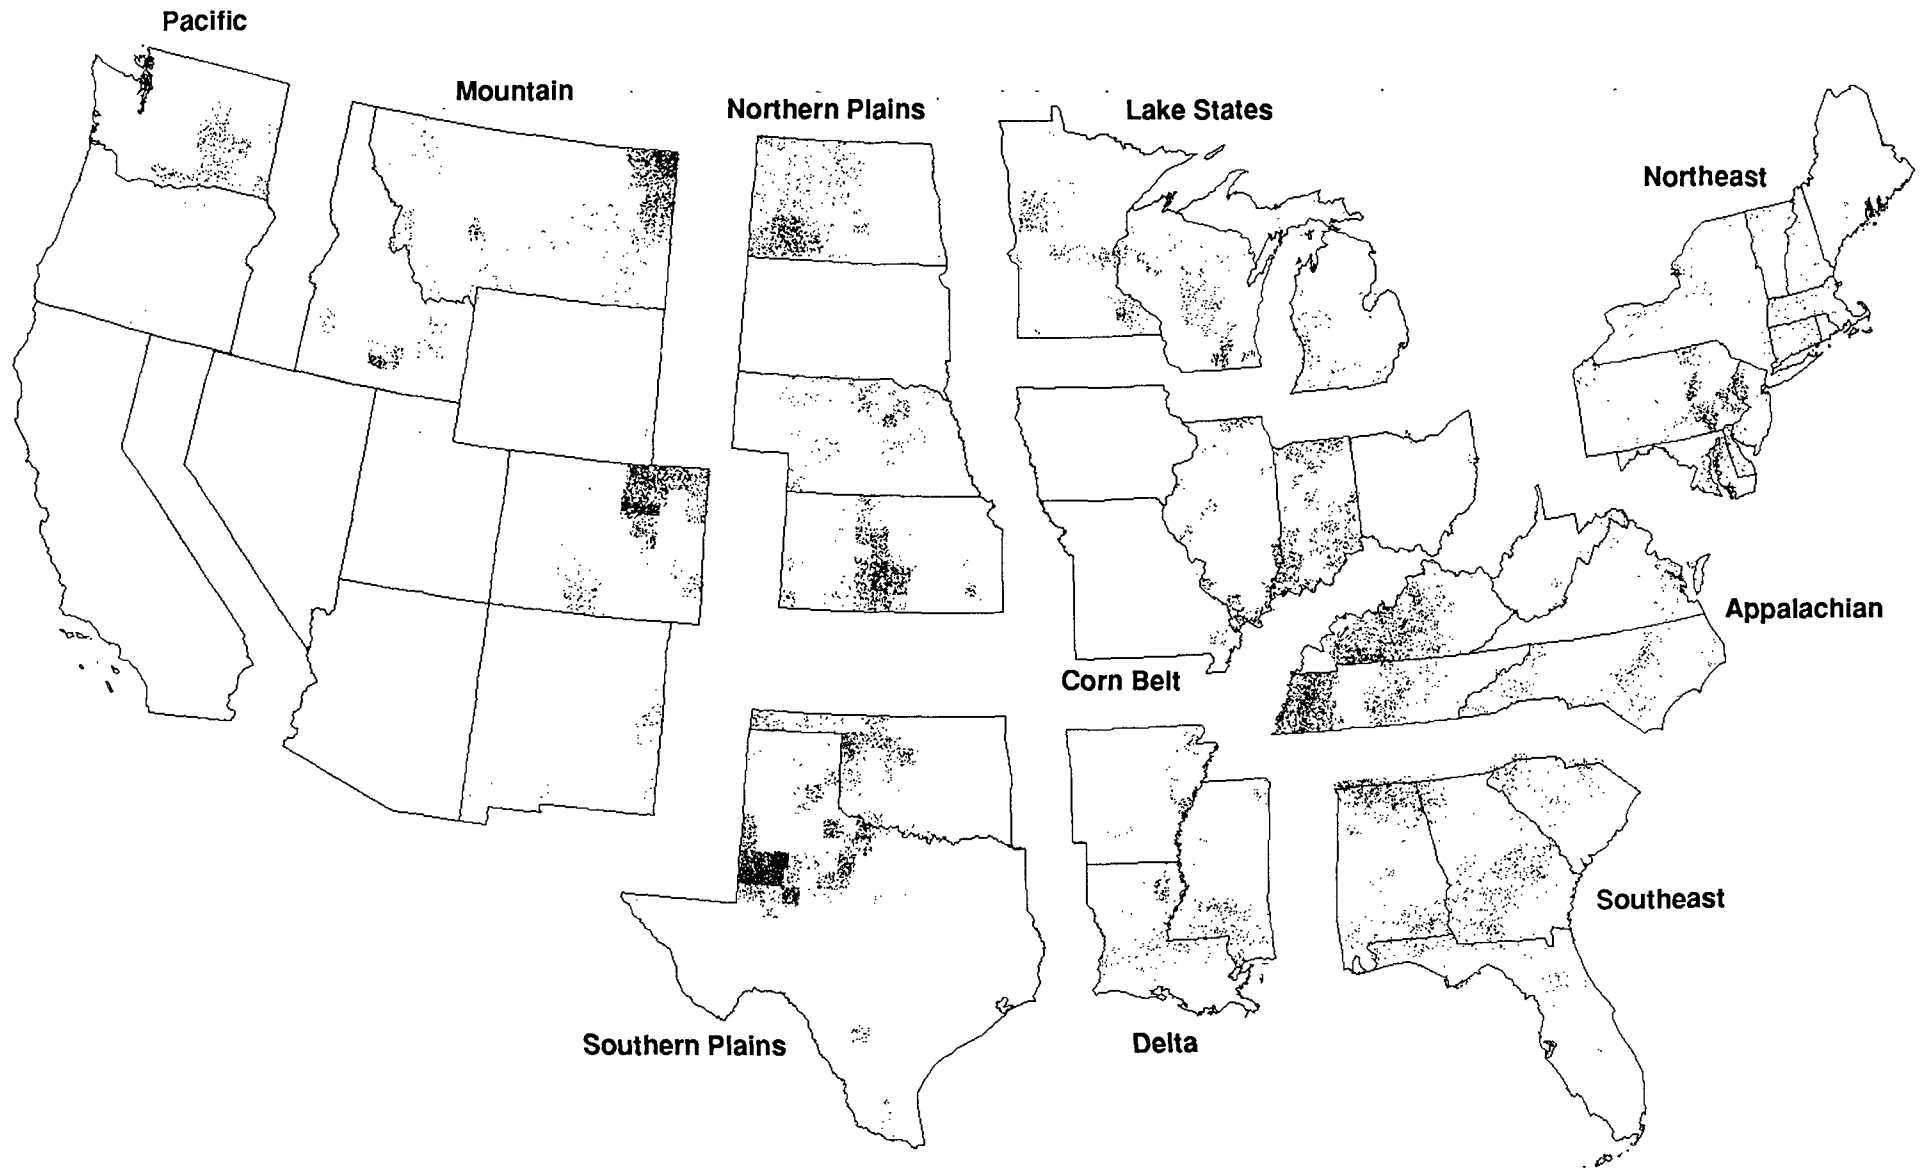 Pacific
Mountain
Northern Plains
Lake States
Northeast
Appalachian
Corn Belt
Southeast
Southern Plains
Delta